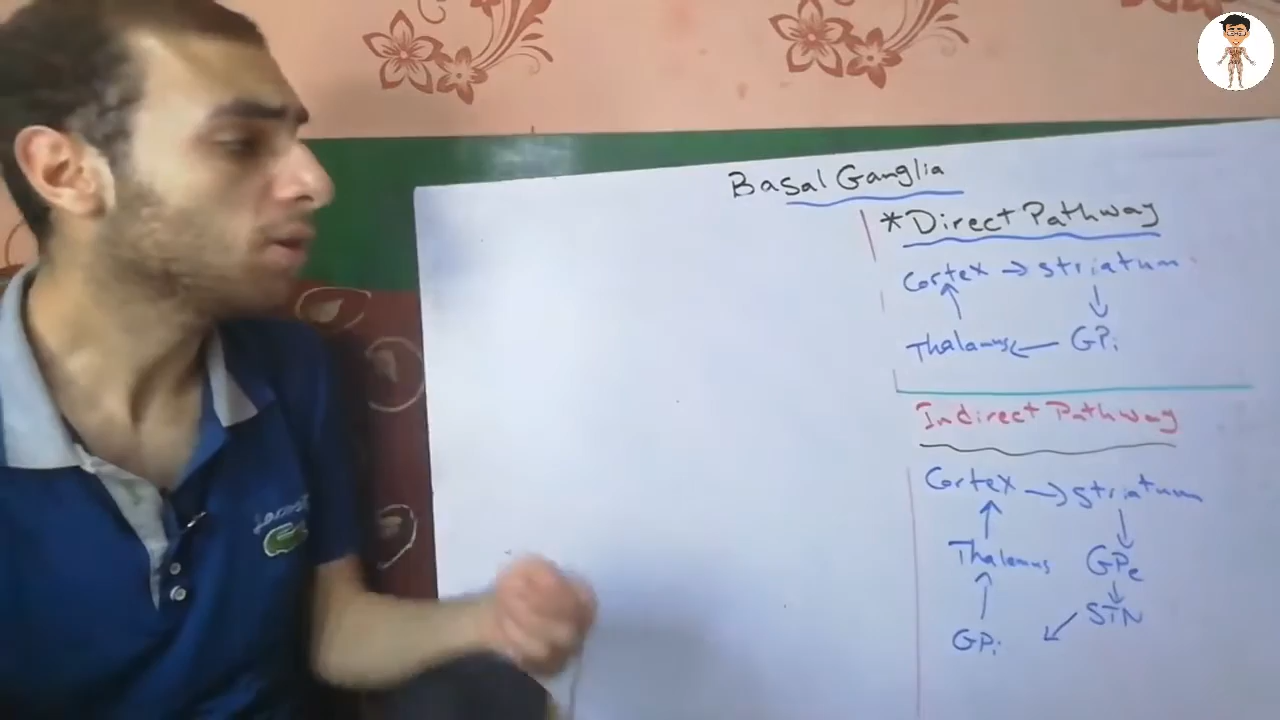 Basal Ganglia
* Direct Pathway
Cortex → striatum
↓
Thalamus ← GPi
↑
Indirect Pathway
Cortex → striatum
↑ ↓
Thalamus GPe
↑ ↓
STN
↙
GPi